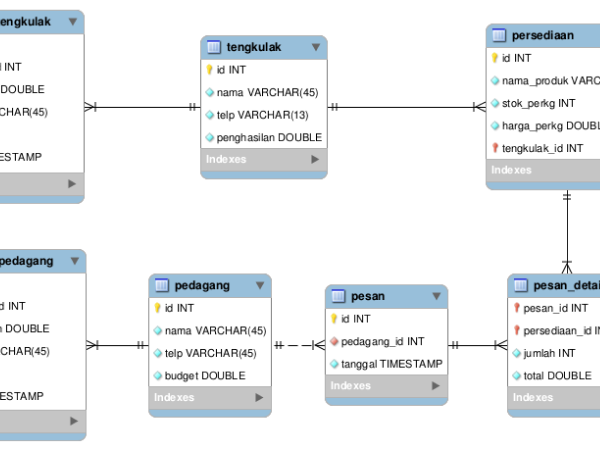 engkulak
INT
DOUBLE
CHAR(45)
ESTAMP
tengkulak
id INT
nama VARCHAR(45)
telp VARCHAR(13)
penghasilan DOUBLE
Indexes
persediaan
id INT
nama_produk VARC
stok_perkg INT
harga_perkg DOUBL
tengkulak_id INT
Indexes
pedagang
d INT
n DOUBLE
CHAR(45)
ESTAMP
pedagang
id INT
nama VARCHAR(45)
telp VARCHAR(45)
budget DOUBLE
Indexes
pesan
id INT
pedagang_id INT
tanggal TIMESTAMP
Indexes
pesan_detai
pesan_id INT
persediaan_id IN
jumlah INT
total DOUBLE
Indexes